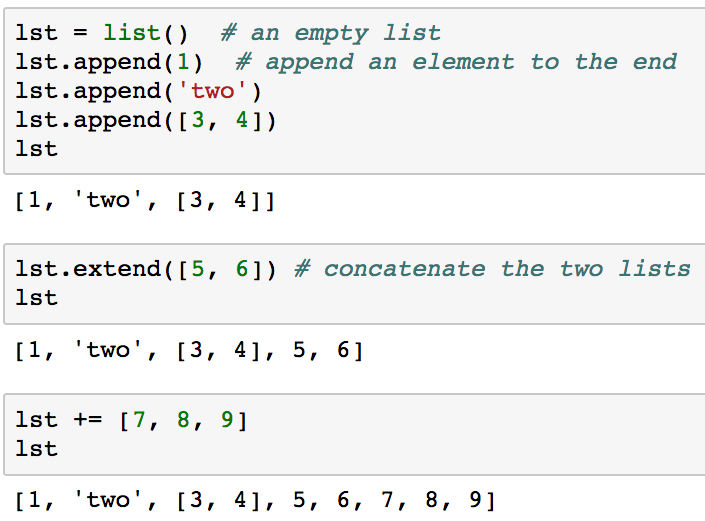 lst = list()  # an empty list
lst.append(1)  # append an element to the end
lst.append('two')
lst.append([3, 4])
lst
[1, 'two', [3, 4]]
lst.extend([5, 6]) # concatenate the two lists
lst
[1, 'two', [3, 4], 5, 6]
lst += [7, 8, 9]
lst
[1, 'two', [3, 4], 5, 6, 7, 8, 9]